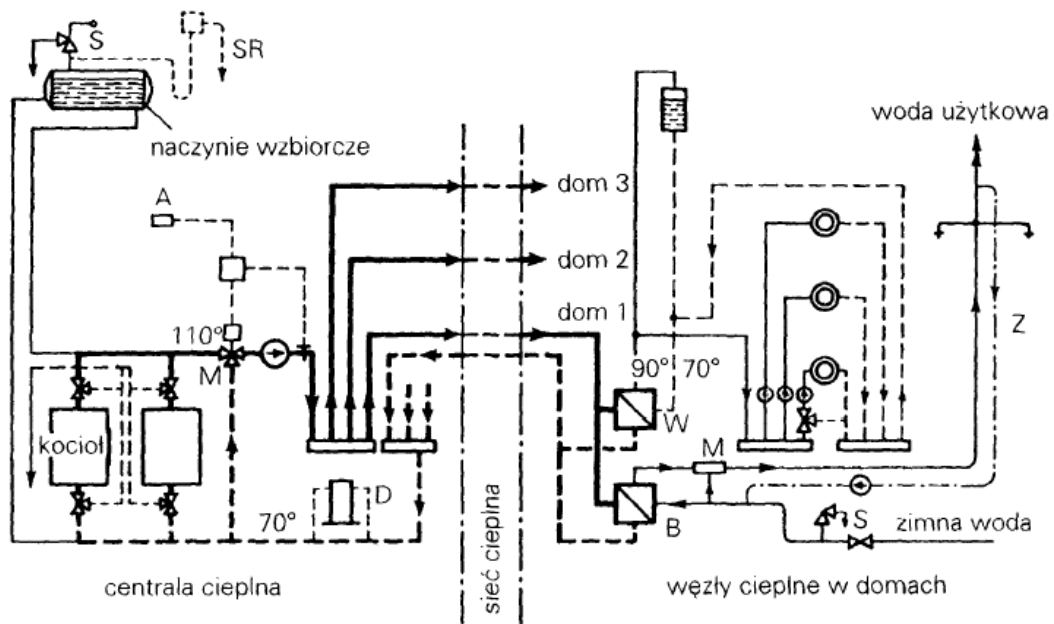 S
SR
naczynie wzbiorcze
woda użytkowa
dom 3
A
dom 2
dom 1
Z
110°
M
90° 70°
kocioł
W
M
D
70°
B
S
zimna woda
centrala cieplna
sieć cieplna
węzły cieplne w domach